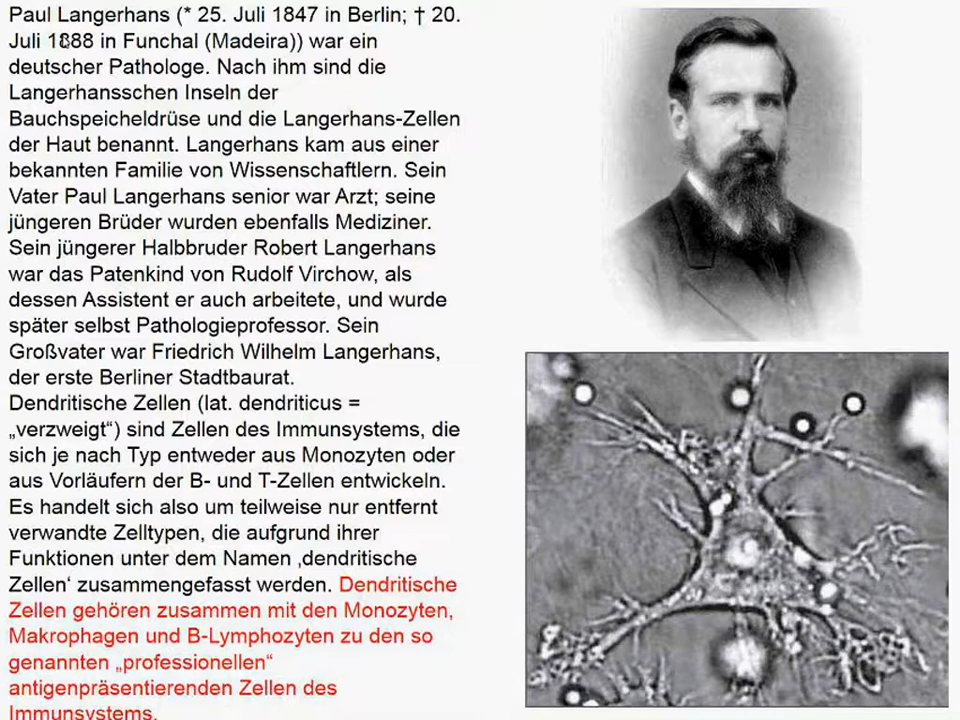 Paul Langerhans (* 25. Juli 1847 in Berlin; † 20.
Juli 1888 in Funchal (Madeira)) war ein
deutscher Pathologe. Nach ihm sind die
Langerhansschen Inseln der
Bauchspeicheldrüse und die Langerhans-Zellen
der Haut benannt. Langerhans kam aus einer
bekannten Familie von Wissenschaftlern. Sein
Vater Paul Langerhans senior war Arzt; seine
jüngeren Brüder wurden ebenfalls Mediziner.
Sein jüngerer Halbbruder Robert Langerhans
war das Patenkind von Rudolf Virchow, als
dessen Assistent er auch arbeitete, und wurde
später selbst Pathologieprofessor. Sein
Großvater war Friedrich Wilhelm Langerhans,
der erste Berliner Stadtbaurat.
Dendritische Zellen (lat. dendriticus =
„verzweigt“) sind Zellen des Immunsystems, die
sich je nach Typ entweder aus Monozyten oder
aus Vorläufern der B- und T-Zellen entwickeln.
Es handelt sich also um teilweise nur entfernt
verwandte Zelltypen, die aufgrund ihrer
Funktionen unter dem Namen ‚dendritische
Zellen‘ zusammengefasst werden. Dendritische
Zellen gehören zusammen mit den Monozyten,
Makrophagen und B-Lymphozyten zu den so
genannten „professionellen“
antigenpräsentierenden Zellen des
Immunsystems.